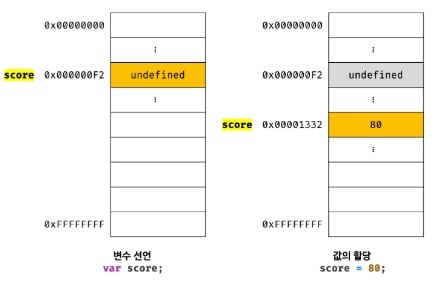 0x00000000
⋮
score 0x000000F2 undefined
⋮
0xFFFFFFFF
변수 선언
var score;
0x00000000
⋮
0x000000F2 undefined
⋮
score 0x00001332 80
⋮
0xFFFFFFFF
값의 할당
score = 80;